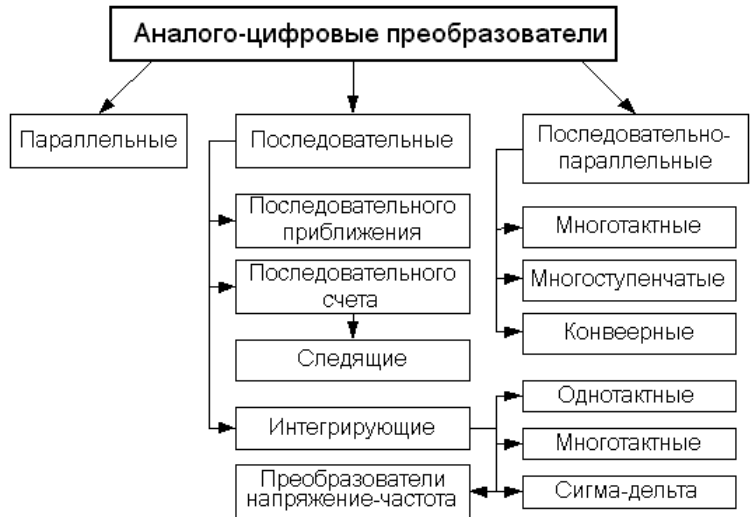 Аналого-цифровые преобразователи
Параллельные
Последовательные
Последовательного
приближения
Последовательного
счета
Следящие
Интегрирующие
Преобразователи
напряжение-частота
Последовательно-
параллельные
Многотактные
Многоступенчатые
Конвеерные
Однотактные
Многотактные
Сигма-дельта